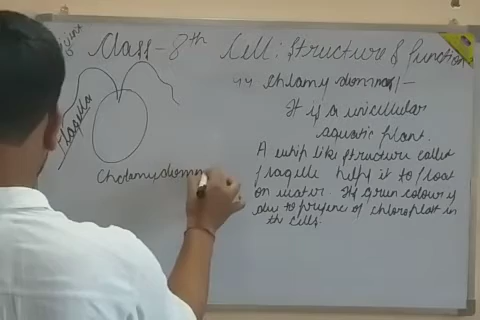 Class - 8th Cell: Structure & Function
Chlamydomonas/-
It is a unicellular
aquatic plant.
A whip like structure called
flagella helps it to float
on water. Its green colour is
due to presence of chloroplast in
the cells.
Flagella